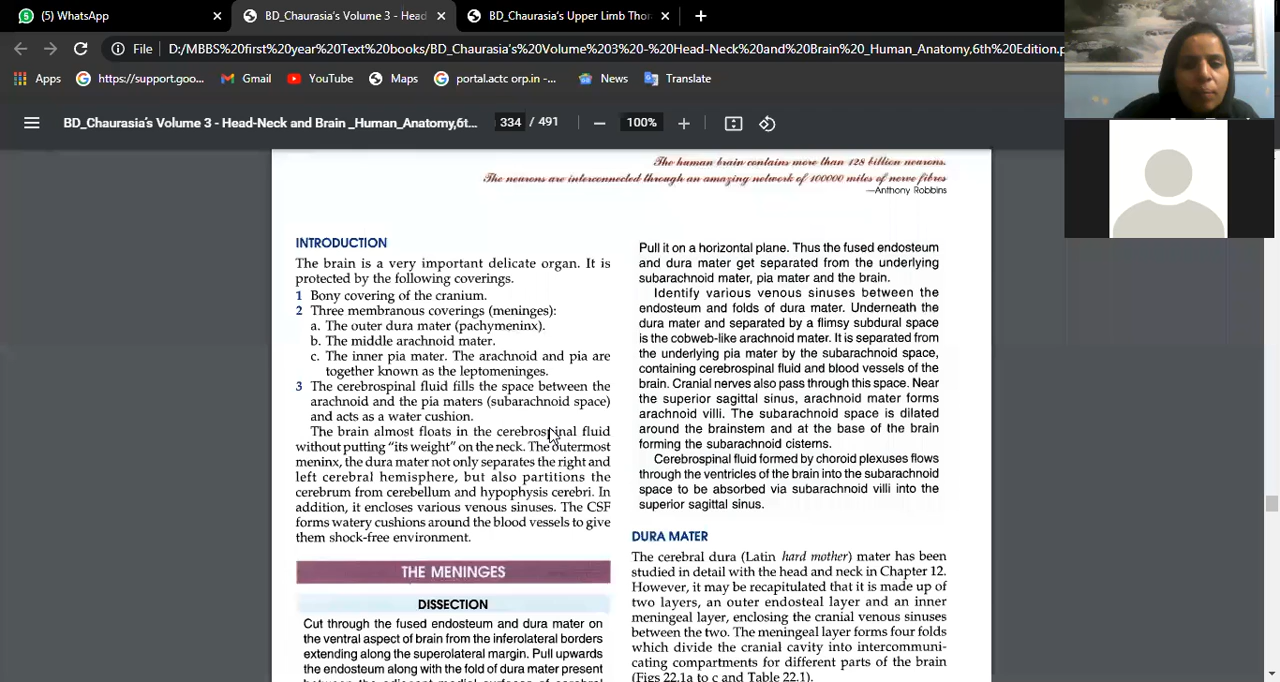 (5) WhatsApp
BD_Chaurasia's Volume 3 - Head
BD_Chaurasia's Upper Limb Thor
File
D:/MBBS%20first%20year%20Text%20books/BD_Chaurasia's%20Volume%203%20-%20Head-Neck%20and%20Brain%20_Human_Anatomy,6th%20Edition.p
Apps
https://support.goo...
Gmail
YouTube
Maps
portal.actc orp.in -...
News
Translate
BD_Chaurasia's Volume 3 - Head-Neck and Brain _Human_Anatomy,6t...
334 / 491
100%
The human brain contains more than 128 billion neurons.
The neurons are interconnected through an amazing network of 100000 miles of nerve fibres
—Anthony Robbins
INTRODUCTION
The brain is a very important delicate organ. It is
protected by the following coverings.
1 Bony covering of the cranium.
2 Three membranous coverings (meninges):
a. The outer dura mater (pachymeninx).
b. The middle arachnoid mater.
c. The inner pia mater. The arachnoid and pia are
together known as the leptomeninges.
3 The cerebrospinal fluid fills the space between the
arachnoid and the pia maters (subarachnoid space)
and acts as a water cushion.
The brain almost floats in the cerebrospinal fluid
without putting "its weight" on the neck. The outermost
meninx, the dura mater not only separates the right and
left cerebral hemisphere, but also partitions the
cerebrum from cerebellum and hypophysis cerebri. In
addition, it encloses various venous sinuses. The CSF
forms watery cushions around the blood vessels to give
them shock-free environment.
THE MENINGES
DISSECTION
Cut through the fused endosteum and dura mater on
the ventral aspect of brain from the inferolateral borders
extending along the superolateral margin. Pull upwards
the endosteum along with the fold of dura mater present
between the adjacent medial surfaces of cerebral
Pull it on a horizontal plane. Thus the fused endosteum
and dura mater get separated from the underlying
subarachnoid mater, pia mater and the brain.
Identify various venous sinuses between the
endosteum and folds of dura mater. Underneath the
dura mater and separated by a flimsy subdural space
is the cobweb-like arachnoid mater. It is separated from
the underlying pia mater by the subarachnoid space,
containing cerebrospinal fluid and blood vessels of the
brain. Cranial nerves also pass through this space. Near
the superior sagittal sinus, arachnoid mater forms
arachnoid villi. The subarachnoid space is dilated
around the brainstem and at the base of the brain
forming the subarachnoid cisterns.
Cerebrospinal fluid formed by choroid plexuses flows
through the ventricles of the brain into the subarachnoid
space to be absorbed via subarachnoid villi into the
superior sagittal sinus.
DURA MATER
The cerebral dura (Latin hard mother) mater has been
studied in detail with the head and neck in Chapter 12.
However, it may be recapitulated that it is made up of
two layers, an outer endosteal layer and an inner
meningeal layer, enclosing the cranial venous sinuses
between the two. The meningeal layer forms four folds
which divide the cranial cavity into intercommuni-
cating compartments for different parts of the brain
(Figs 22.1a to c and Table 22.1).